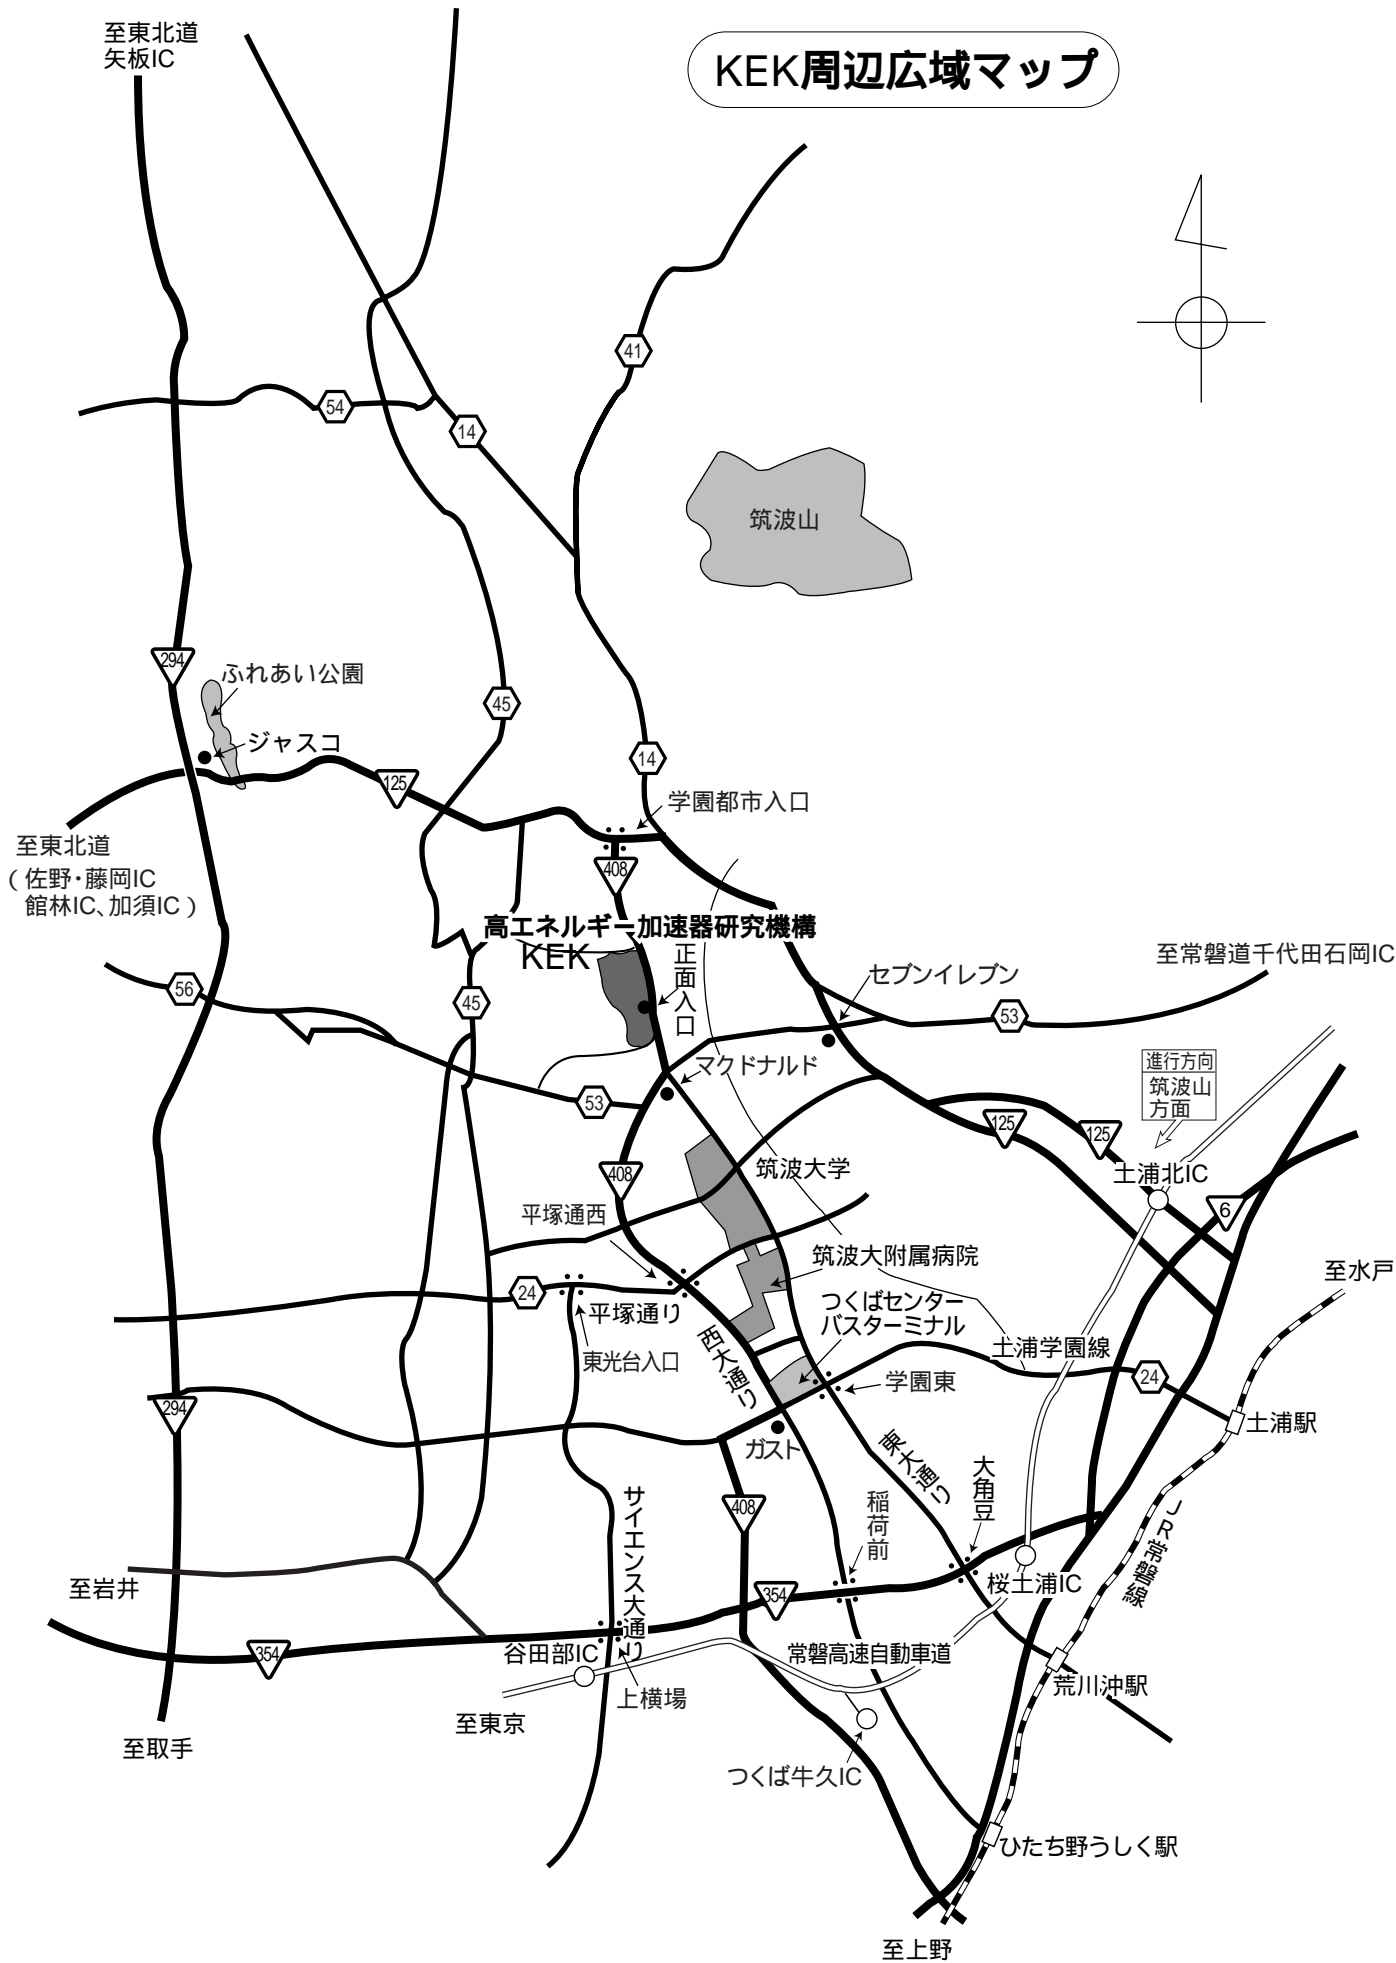 至東北道
矢板IC
KEK周辺広域マップ
41
54
14
筑波山
294
ふれあい公園
45
ジャスコ
14
125
学園都市入口
至東北道
（佐野・藤岡IC
館林IC、加須IC）
408
高エネルギー加速器研究機構
KEK
正面入口
至常磐道千代田石岡IC
セブンイレブン
56
45
53
進行方向
筑波山
方面
マクドナルド
53
125
125
土浦北IC
筑波大学
408
6
平塚通西
筑波大附属病院
至水戸
24
平塚通り
つくばセンター
バスターミナル
西大通り
土浦学園線
東光台入口
24
学園東
294
土浦駅
ガスト
東大通り
大角豆
サイエンス大通り
408
稲荷前
JR常磐線
至岩井
354
桜土浦IC
354
谷田部IC
常磐高速自動車道
上横場
荒川沖駅
至東京
至取手
つくば牛久IC
ひたち野うしく駅
至上野